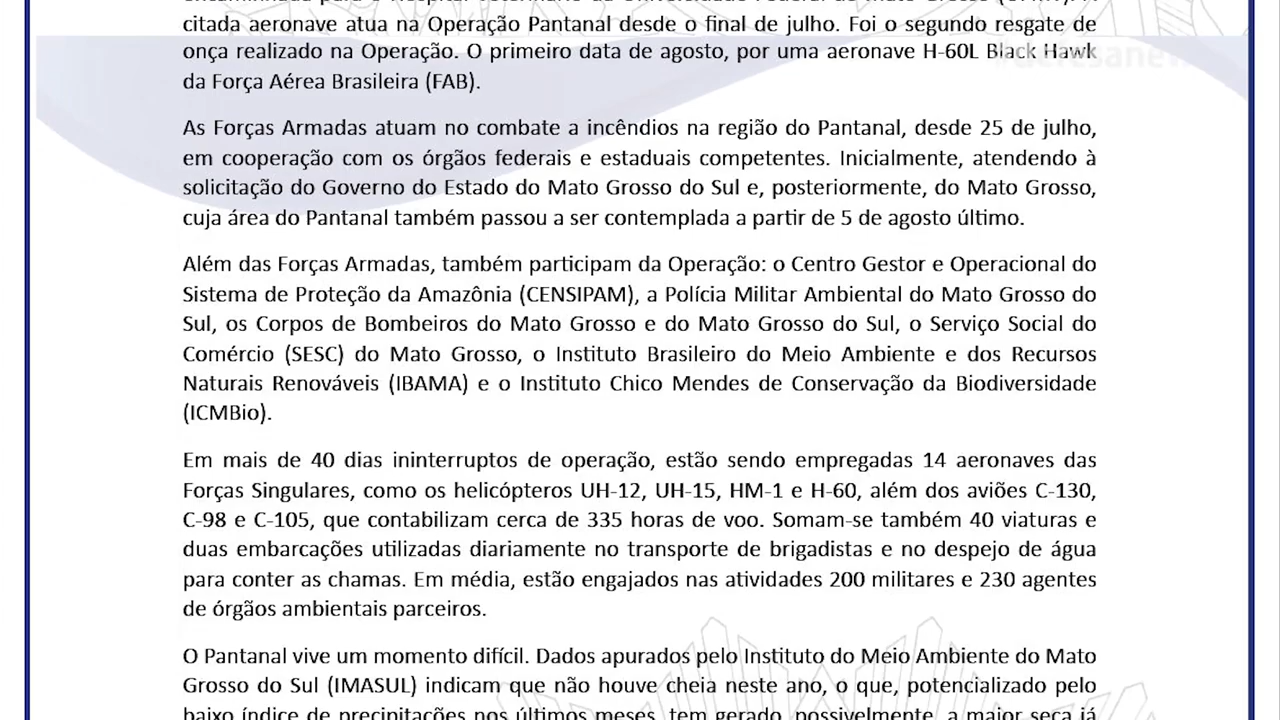 citada aeronave atua na Operação Pantanal desde o final de julho. Foi o segundo resgate de
onça realizado na Operação. O primeiro data de agosto, por uma aeronave H-60L Black Hawk
da Força Aérea Brasileira (FAB).
As Forças Armadas atuam no combate a incêndios na região do Pantanal, desde 25 de julho,
em cooperação com os órgãos federais e estaduais competentes. Inicialmente, atendendo à
solicitação do Governo do Estado do Mato Grosso do Sul e, posteriormente, do Mato Grosso,
cuja área do Pantanal também passou a ser contemplada a partir de 5 de agosto último.
Além das Forças Armadas, também participam da Operação: o Centro Gestor e Operacional do
Sistema de Proteção da Amazônia (CENSIPAM), a Polícia Militar Ambiental do Mato Grosso do
Sul, os Corpos de Bombeiros do Mato Grosso e do Mato Grosso do Sul, o Serviço Social do
Comércio (SESC) do Mato Grosso, o Instituto Brasileiro do Meio Ambiente e dos Recursos
Naturais Renováveis (IBAMA) e o Instituto Chico Mendes de Conservação da Biodiversidade
(ICMBio).
Em mais de 40 dias ininterruptos de operação, estão sendo empregadas 14 aeronaves das
Forças Singulares, como os helicópteros UH-12, UH-15, HM-1 e H-60, além dos aviões C-130,
C-98 e C-105, que contabilizam cerca de 335 horas de voo. Somam-se também 40 viaturas e
duas embarcações utilizadas diariamente no transporte de brigadistas e no despejo de água
para conter as chamas. Em média, estão engajados nas atividades 200 militares e 230 agentes
de órgãos ambientais parceiros.
O Pantanal vive um momento difícil. Dados apurados pelo Instituto do Meio Ambiente do Mato
Grosso do Sul (IMASUL) indicam que não houve cheia neste ano, o que, potencializado pelo
baixo índice de precipitações nos últimos meses, tem gerado, possivelmente, a maior seca já